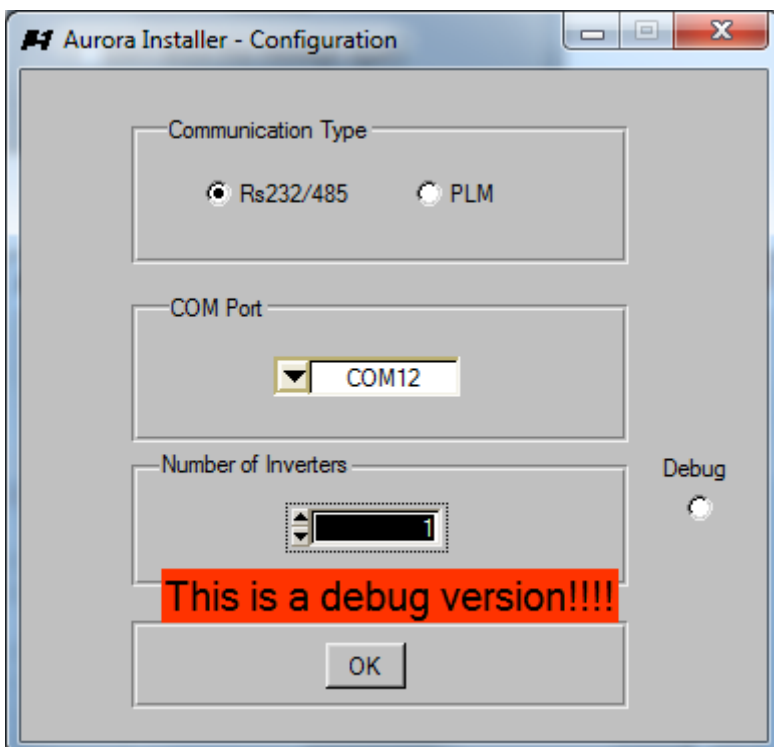 Aurora Installer - Configuration
Communication Type
Rs232/485 PLM
COM Port
COM12
Number of Inverters
Debug
1
This is a debug version!!!!
OK